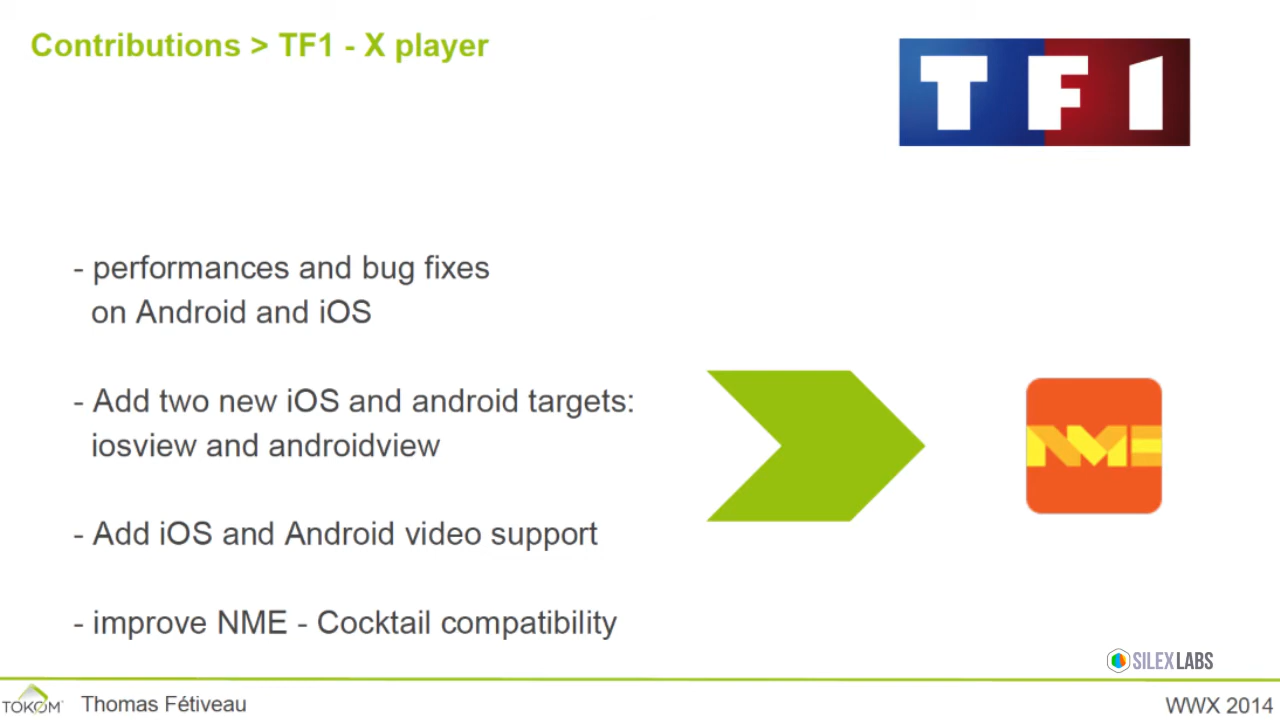 Contributions > TF1 - X player
TF1
- performances and bug fixes
on Android and iOS
- Add two new iOS and android targets:
iosview and androidview
NME
- Add iOS and Android video support
- improve NME - Cocktail compatibility
SILEX LABS
TOKOM
Thomas Fétiveau
WWX 2014